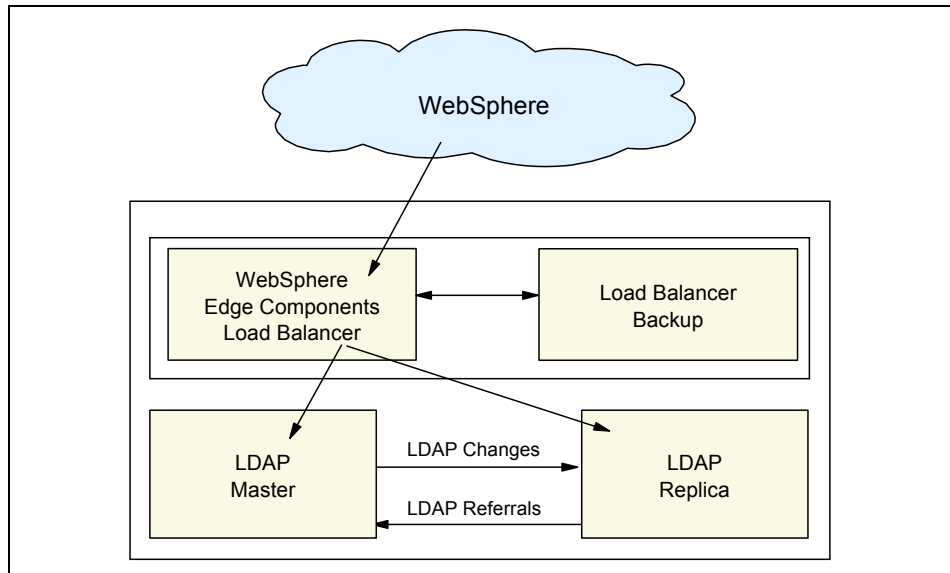 WebSphere
WebSphere
Edge Components
Load Balancer
Load Balancer
Backup
LDAP
Master
LDAP Changes
LDAP Referrals
LDAP
Replica